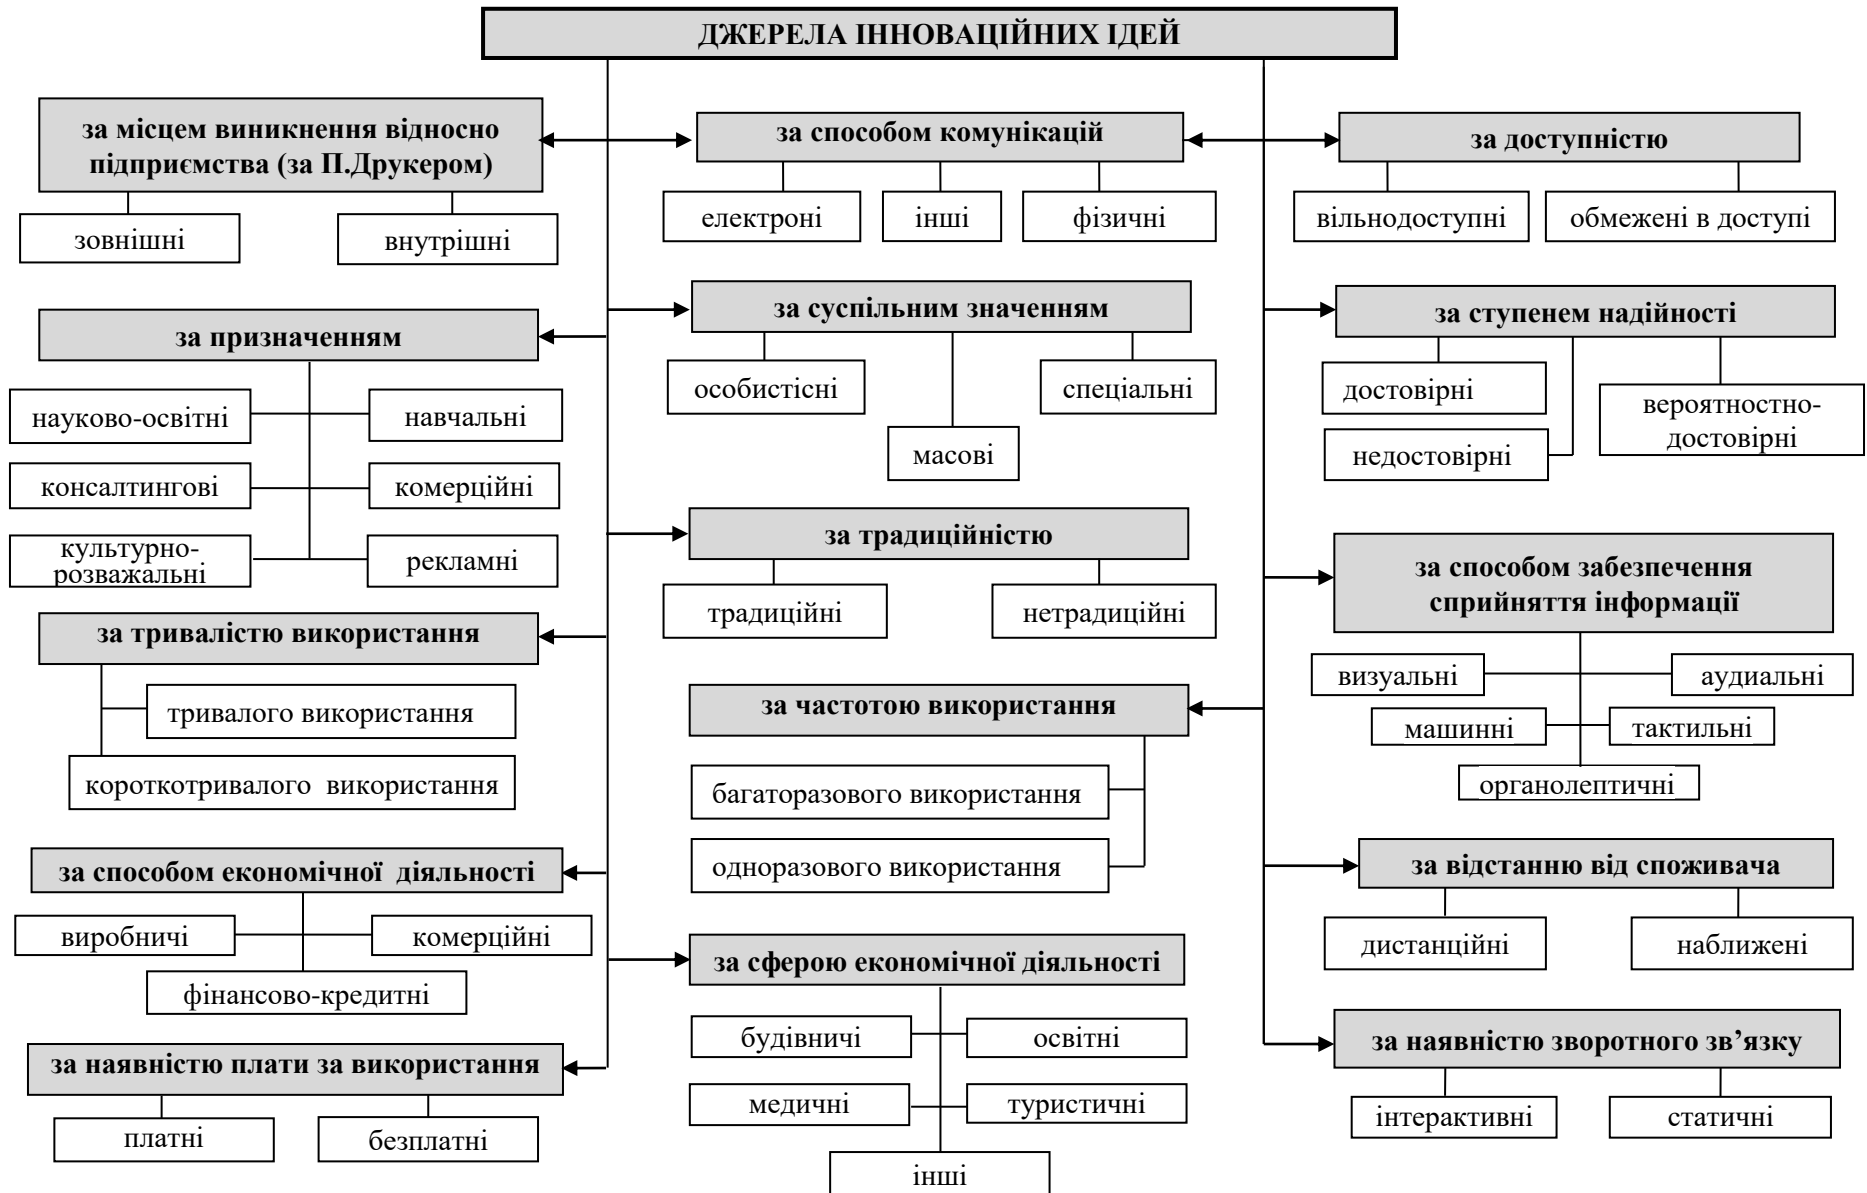 ДЖЕРЕЛА ІННОВАЦІЙНИХ ІДЕЙ
за місцем виникнення відносно
підприємства (за П.Друкером)
зовнішні
внутрішні
за призначенням
науково-освітні
навчальні
консалтингові
комерційні
культурно-
розважальні
рекламні
за тривалістю використання
тривалого використання
короткотривалого використання
за способом економічної діяльності
виробничі
комерційні
фінансово-кредитні
за наявністю плати за використання
платні
безплатні
за способом комунікацій
електроні
інші
фізичні
за суспільним значенням
особистісні
спеціальні
масові
за традиційністю
традиційні
нетрадиційні
за частотою використання
багаторазового використання
одноразового використання
за сферою економічної діяльності
будівничі
освітні
медичні
туристичні
інші
за доступністю
вільнодоступні
обмежені в доступі
за ступенем надійності
достовірні
вероятностно-
достовірні
недостовірні
за способом забезпечення
сприйняття інформації
визуальні
аудиальні
машинні
тактильні
органолептичні
за відстанню від споживача
дистанційні
наближені
за наявністю зворотного зв’язку
інтерактивні
статичні